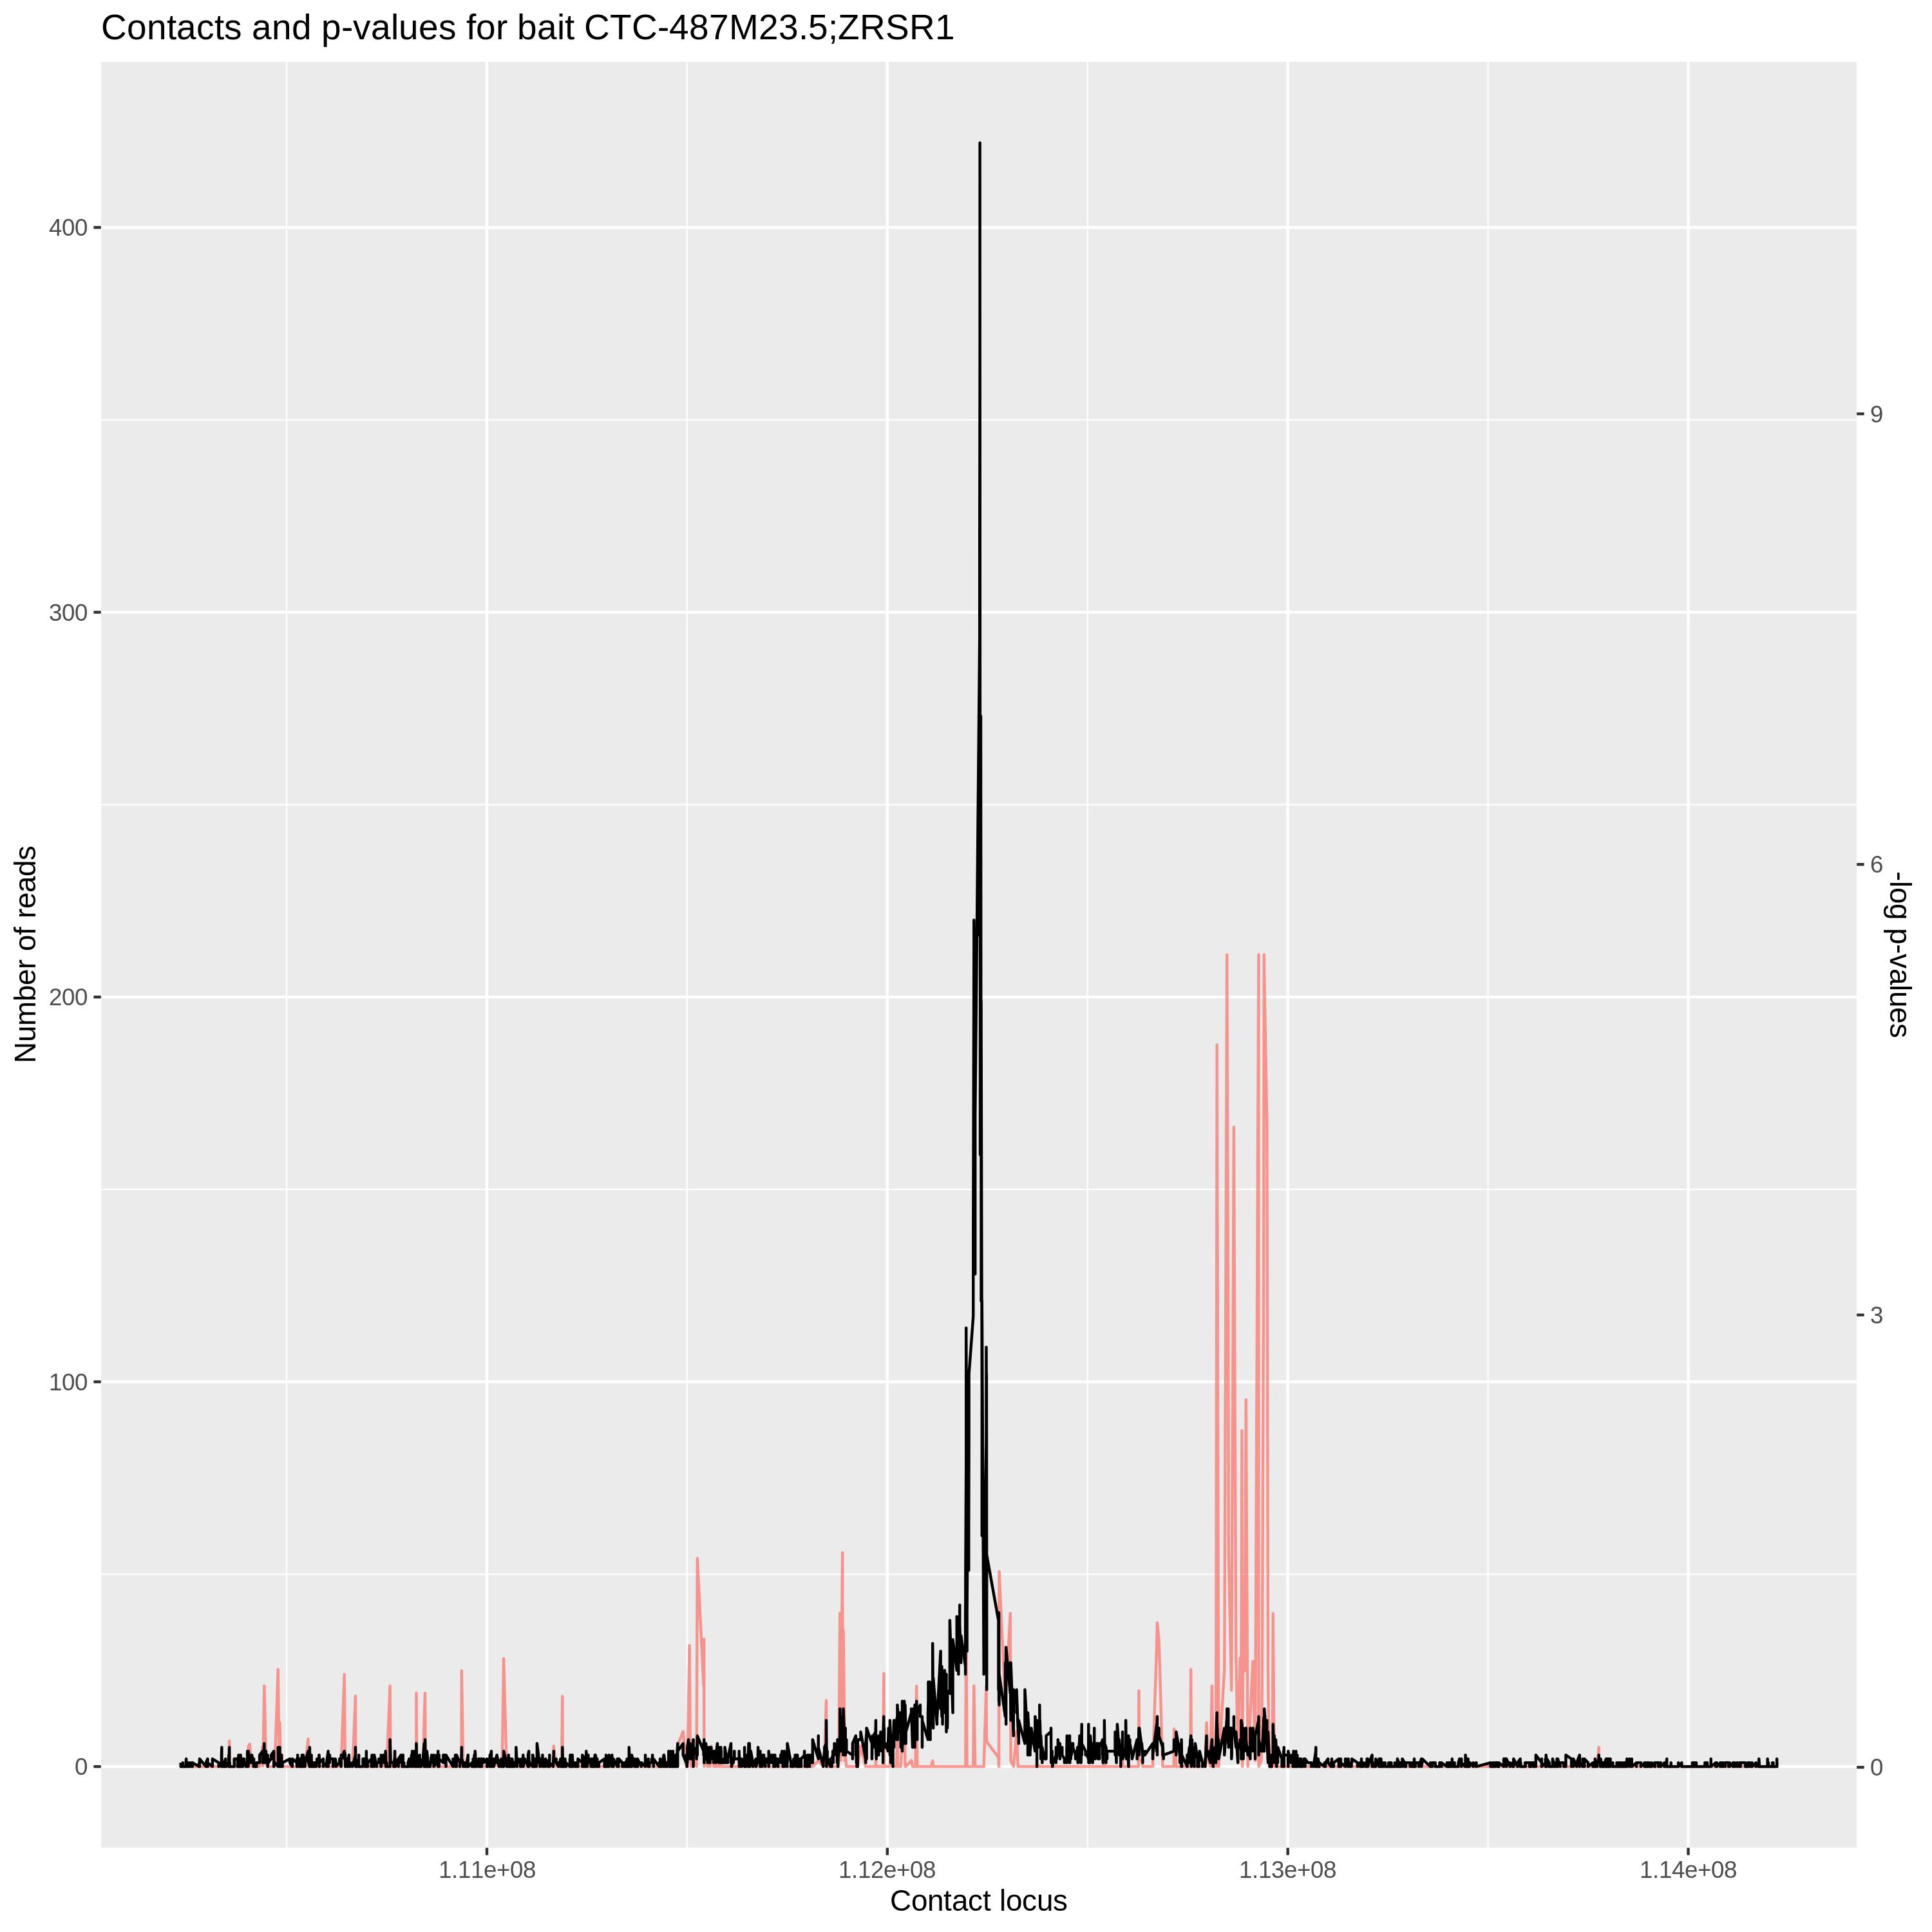 Contacts and p-values for bait CTC-487M23.5;ZRSR1
400
300
200
100
0
Number of reads
9
6
3
0
-log p-values
1.11e+08
1.12e+08
1.13e+08
1.14e+08
Contact locus